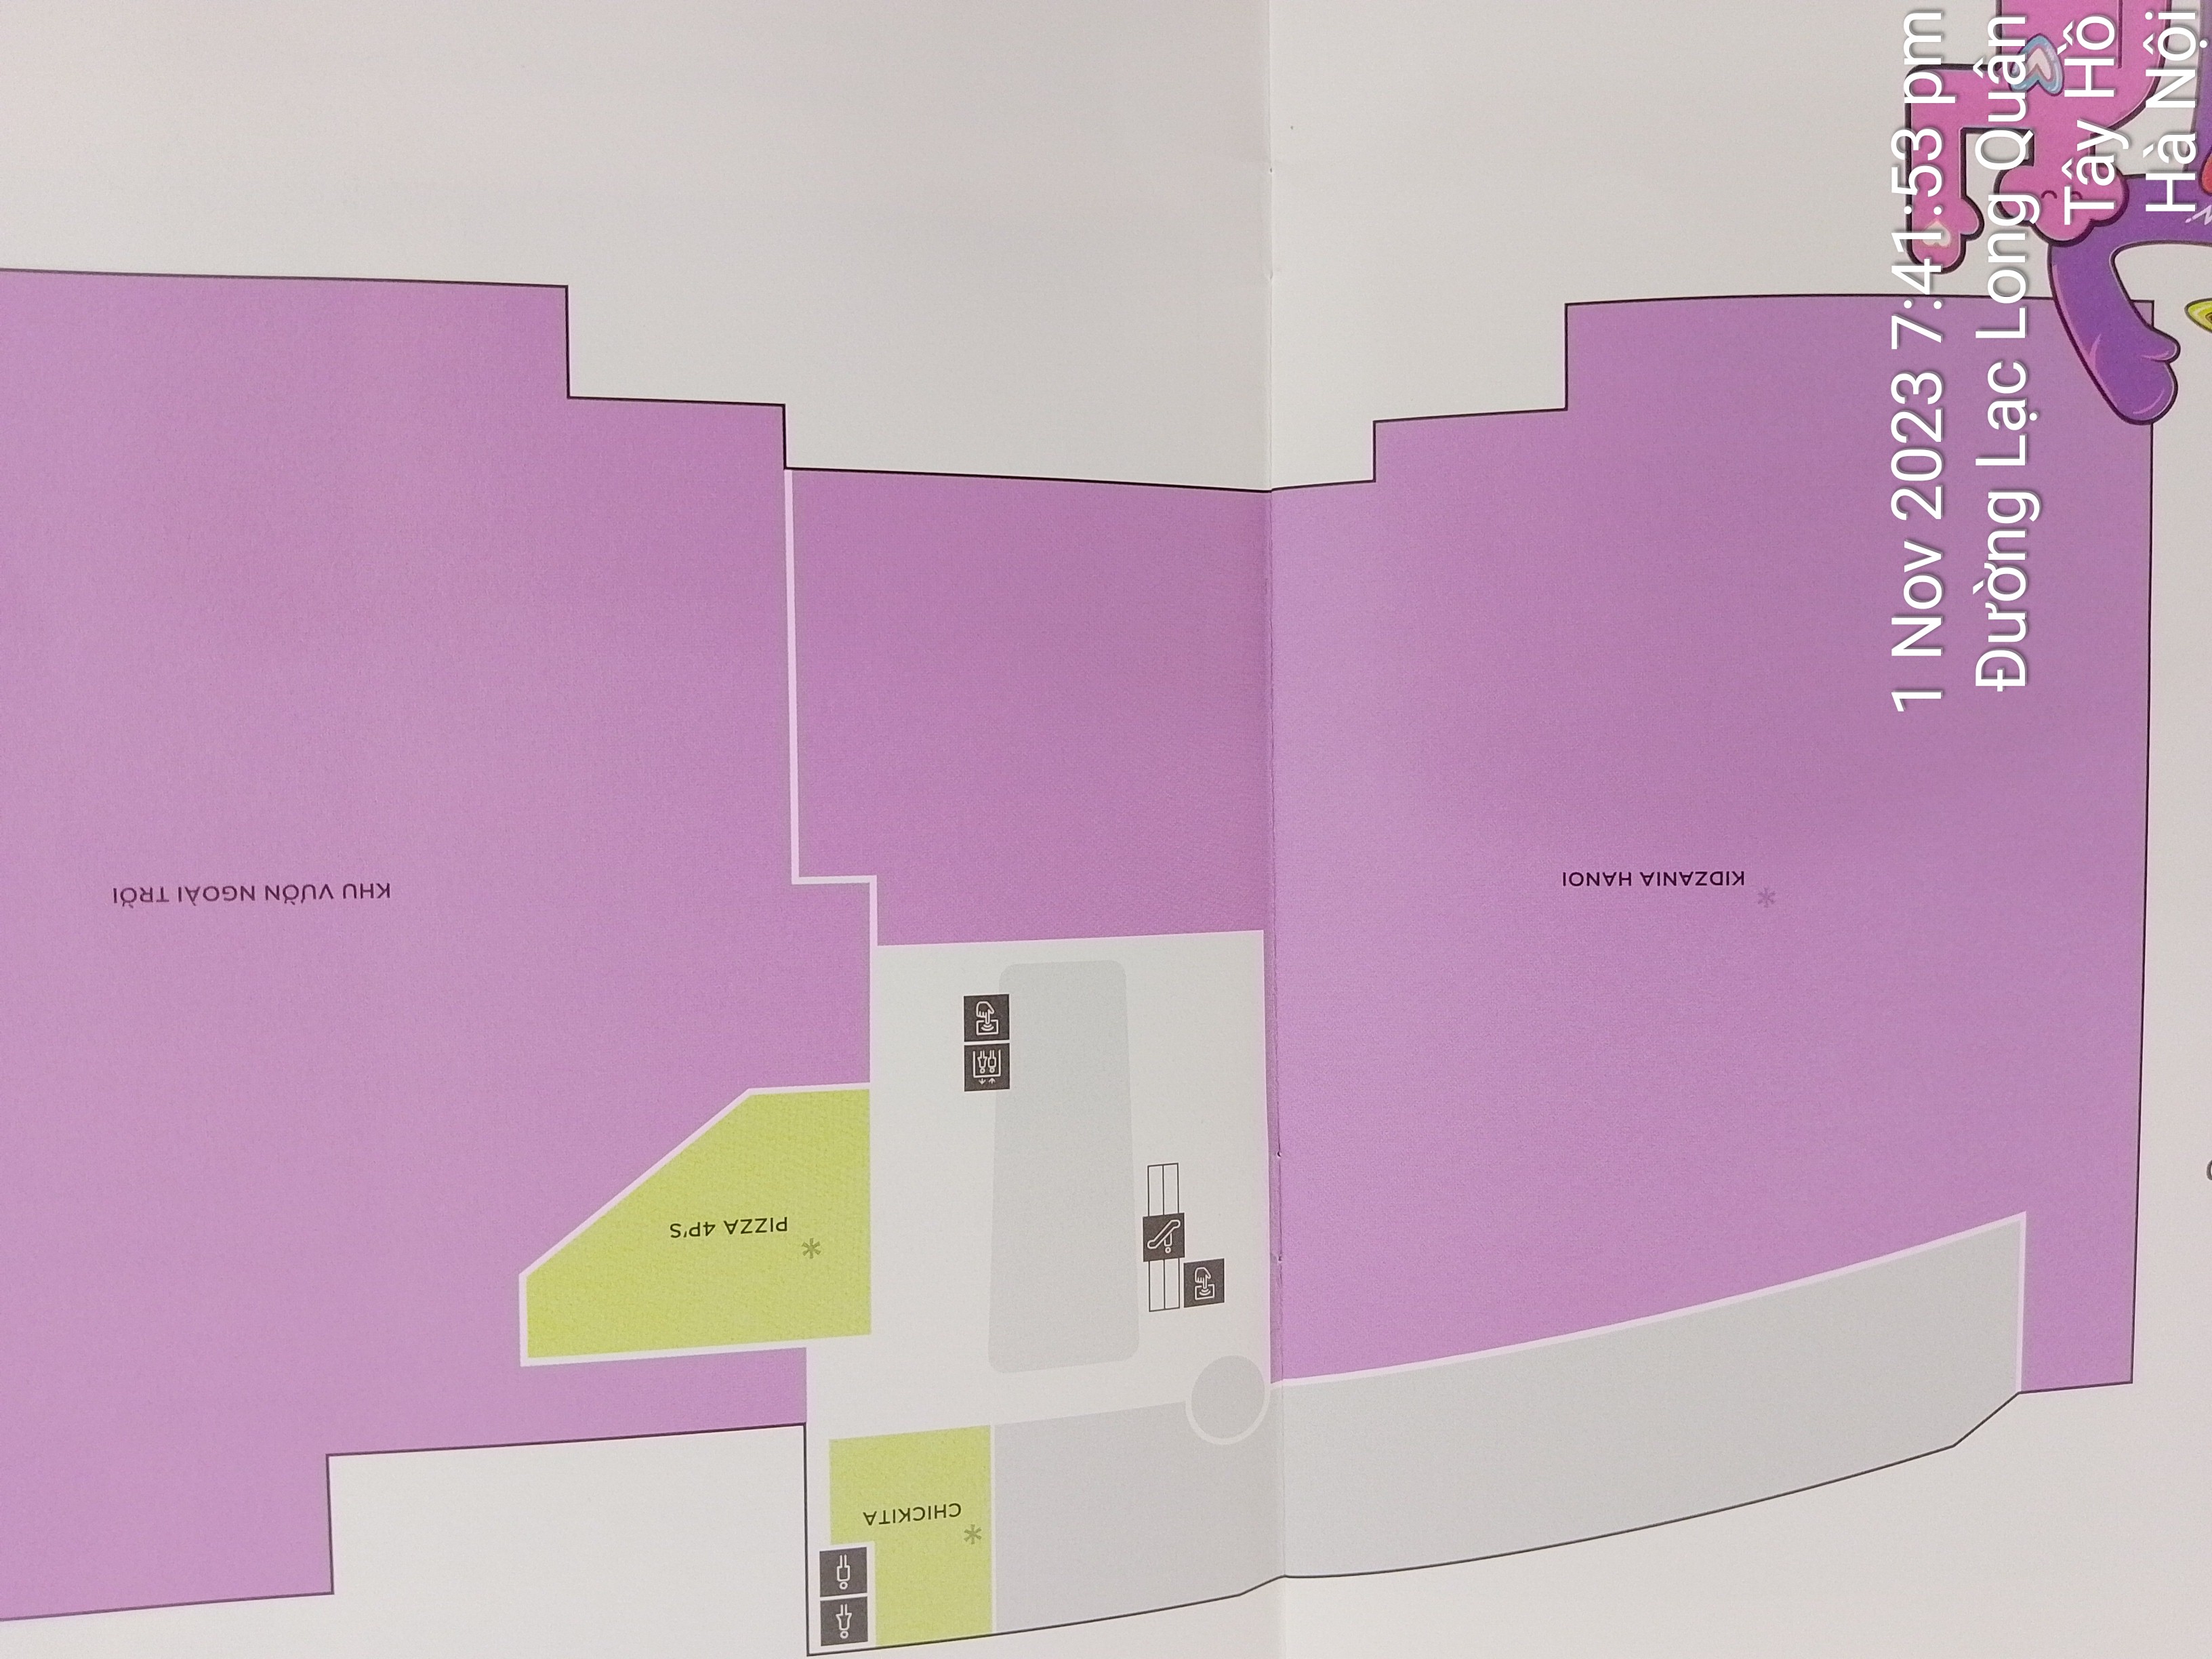 KHU VƯỜN NGOÀI TRỜI
* PIZZA 4P'S
* CHICKITA
* KIDZANIA HANOI
1 Nov 2023 7:41:53 pm
Đường Lạc Long Quân
Tây Hồ
Hà Nội